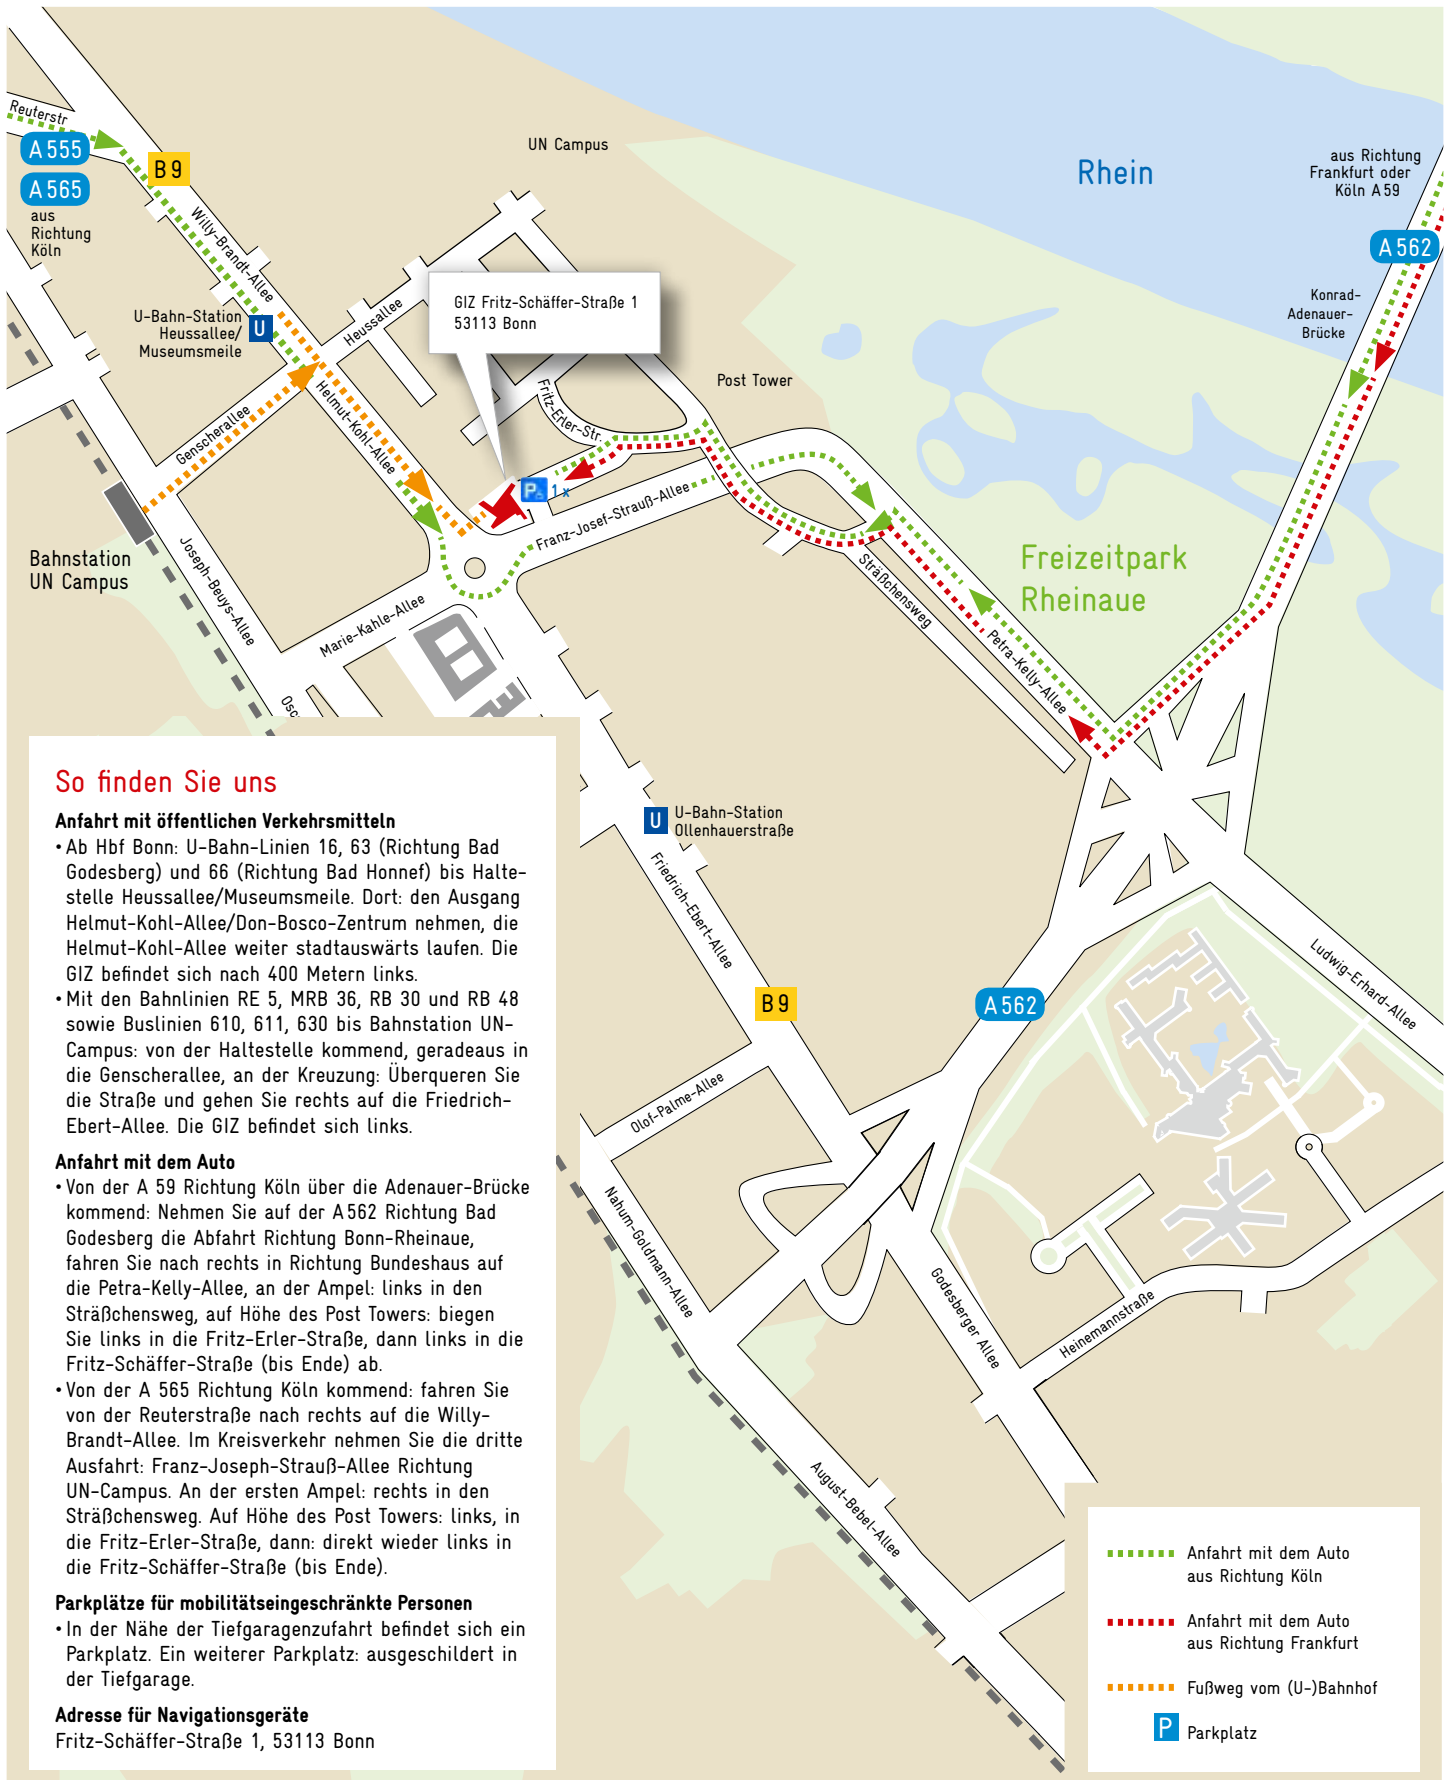 Reuterstr
A 555
A 565
aus
Richtung
Köln
B 9
UN Campus
Rhein
aus Richtung
Frankfurt oder
Köln A 59
A 562
Konrad-
Adenauer-
Brücke
Willy-Brandt-Allee
U-Bahn-Station
Heussallee/
Museumsmeile
U
Heussallee
GIZ Fritz-Schäffer-Straße 1
53113 Bonn
Post Tower
Fritz-Erler-Str.
Genscherallee
Helmut-Kohl-Allee
P 1 x
Franz-Josef-Strauß-Allee
Bahnstation
UN Campus
Joseph-Beuys-Allee
Marie-Kahle-Allee
Sträßchensweg
Freizeitpark
Rheinaue
Petra-Kelly-Allee
Osc
U
U-Bahn-Station
Ollenhauerstraße
Friedrich-Ebert-Allee
B 9
A 562
Ludwig-Erhard-Allee
Olof-Palme-Allee
Nahum-Goldmann-Allee
Godesberger Allee
Heinemannstraße
August-Bebel-Allee
So finden Sie uns
Anfahrt mit öffentlichen Verkehrsmitteln
• Ab Hbf Bonn: U-Bahn-Linien 16, 63 (Richtung Bad
Godesberg) und 66 (Richtung Bad Honnef) bis Halte-
stelle Heussallee/Museumsmeile. Dort: den Ausgang
Helmut-Kohl-Allee/Don-Bosco-Zentrum nehmen, die
Helmut-Kohl-Allee weiter stadtauswärts laufen. Die
GIZ befindet sich nach 400 Metern links.
• Mit den Bahnlinien RE 5, MRB 36, RB 30 und RB 48
sowie Buslinien 610, 611, 630 bis Bahnstation UN-
Campus: von der Haltestelle kommend, geradeaus in
die Genscherallee, an der Kreuzung: Überqueren Sie
die Straße und gehen Sie rechts auf die Friedrich-
Ebert-Allee. Die GIZ befindet sich links.
Anfahrt mit dem Auto
• Von der A 59 Richtung Köln über die Adenauer-Brücke
kommend: Nehmen Sie auf der A 562 Richtung Bad
Godesberg die Abfahrt Richtung Bonn-Rheinaue,
fahren Sie nach rechts in Richtung Bundeshaus auf
die Petra-Kelly-Allee, an der Ampel: links in den
Sträßchensweg, auf Höhe des Post Towers: biegen
Sie links in die Fritz-Erler-Straße, dann links in die
Fritz-Schäffer-Straße (bis Ende) ab.
• Von der A 565 Richtung Köln kommend: fahren Sie
von der Reuterstraße nach rechts auf die Willy-
Brandt-Allee. Im Kreisverkehr nehmen Sie die dritte
Ausfahrt: Franz-Joseph-Strauß-Allee Richtung
UN-Campus. An der ersten Ampel: rechts in den
Sträßchensweg. Auf Höhe des Post Towers: links, in
die Fritz-Erler-Straße, dann: direkt wieder links in
die Fritz-Schäffer-Straße (bis Ende).
Parkplätze für mobilitätseingeschränkte Personen
• In der Nähe der Tiefgaragenzufahrt befindet sich ein
Parkplatz. Ein weiterer Parkplatz: ausgeschildert in
der Tiefgarage.
Adresse für Navigationsgeräte
Fritz-Schäffer-Straße 1, 53113 Bonn
Anfahrt mit dem Auto
aus Richtung Köln
Anfahrt mit dem Auto
aus Richtung Frankfurt
Fußweg vom (U-)Bahnhof
P Parkplatz